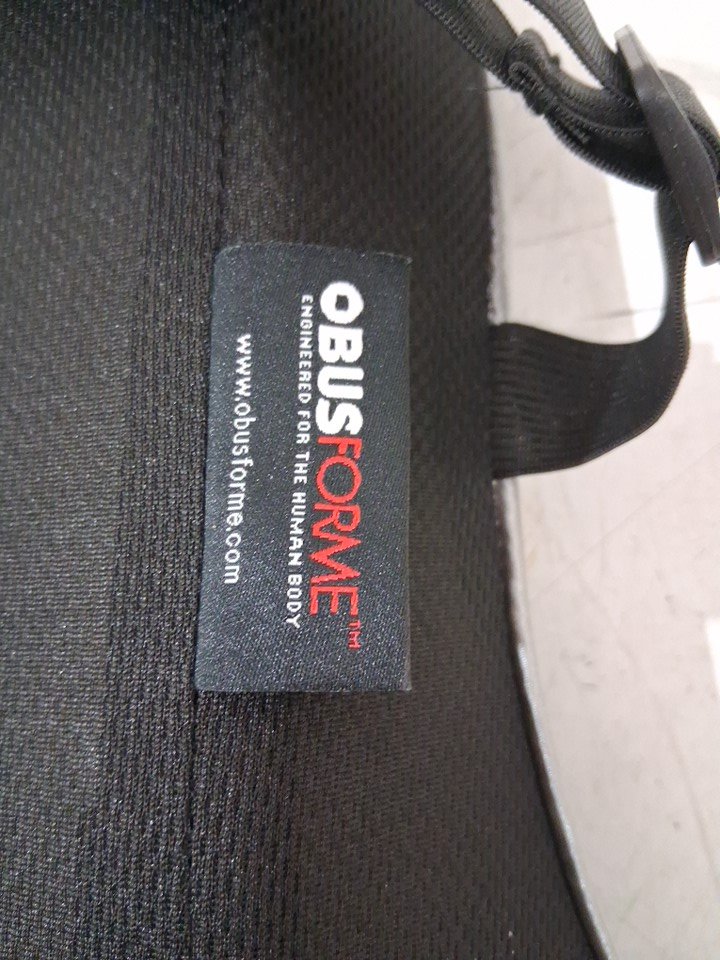 OBUSFORME™
ENGINEERED FOR THE HUMAN BODY
www.obusforme.com